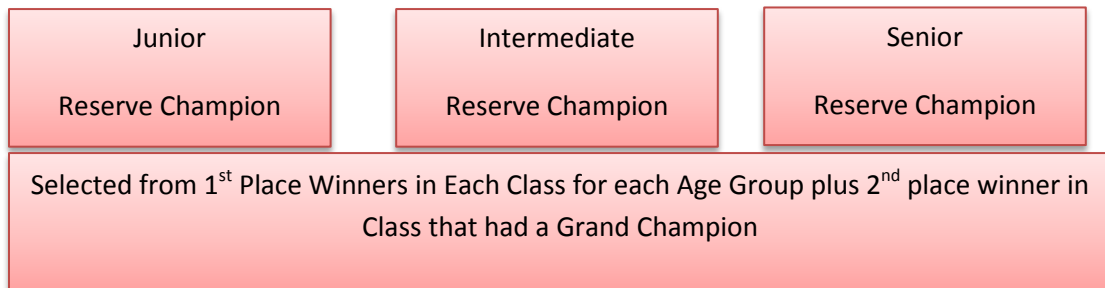 Junior
Reserve Champion
Intermediate
Reserve Champion
Senior
Reserve Champion
Selected from 1st Place Winners in Each Class for each Age Group plus 2nd place winner in
Class that had a Grand Champion